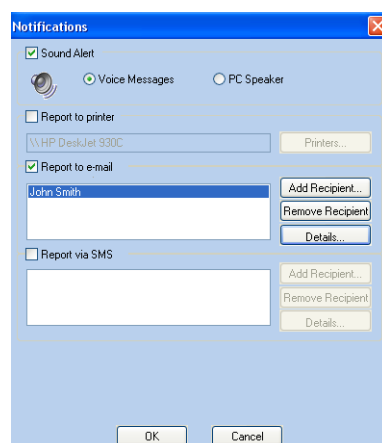 Notifications
Sound Alert
Voice Messages
PC Speaker
Report to printer
\\HP DeskJet 930C
Printers...
Report to e-mail
John Smith
Add Recipient...
Remove Recipient
Details...
Report via SMS
Add Recipient...
Remove Recipient
Details...
OK
Cancel